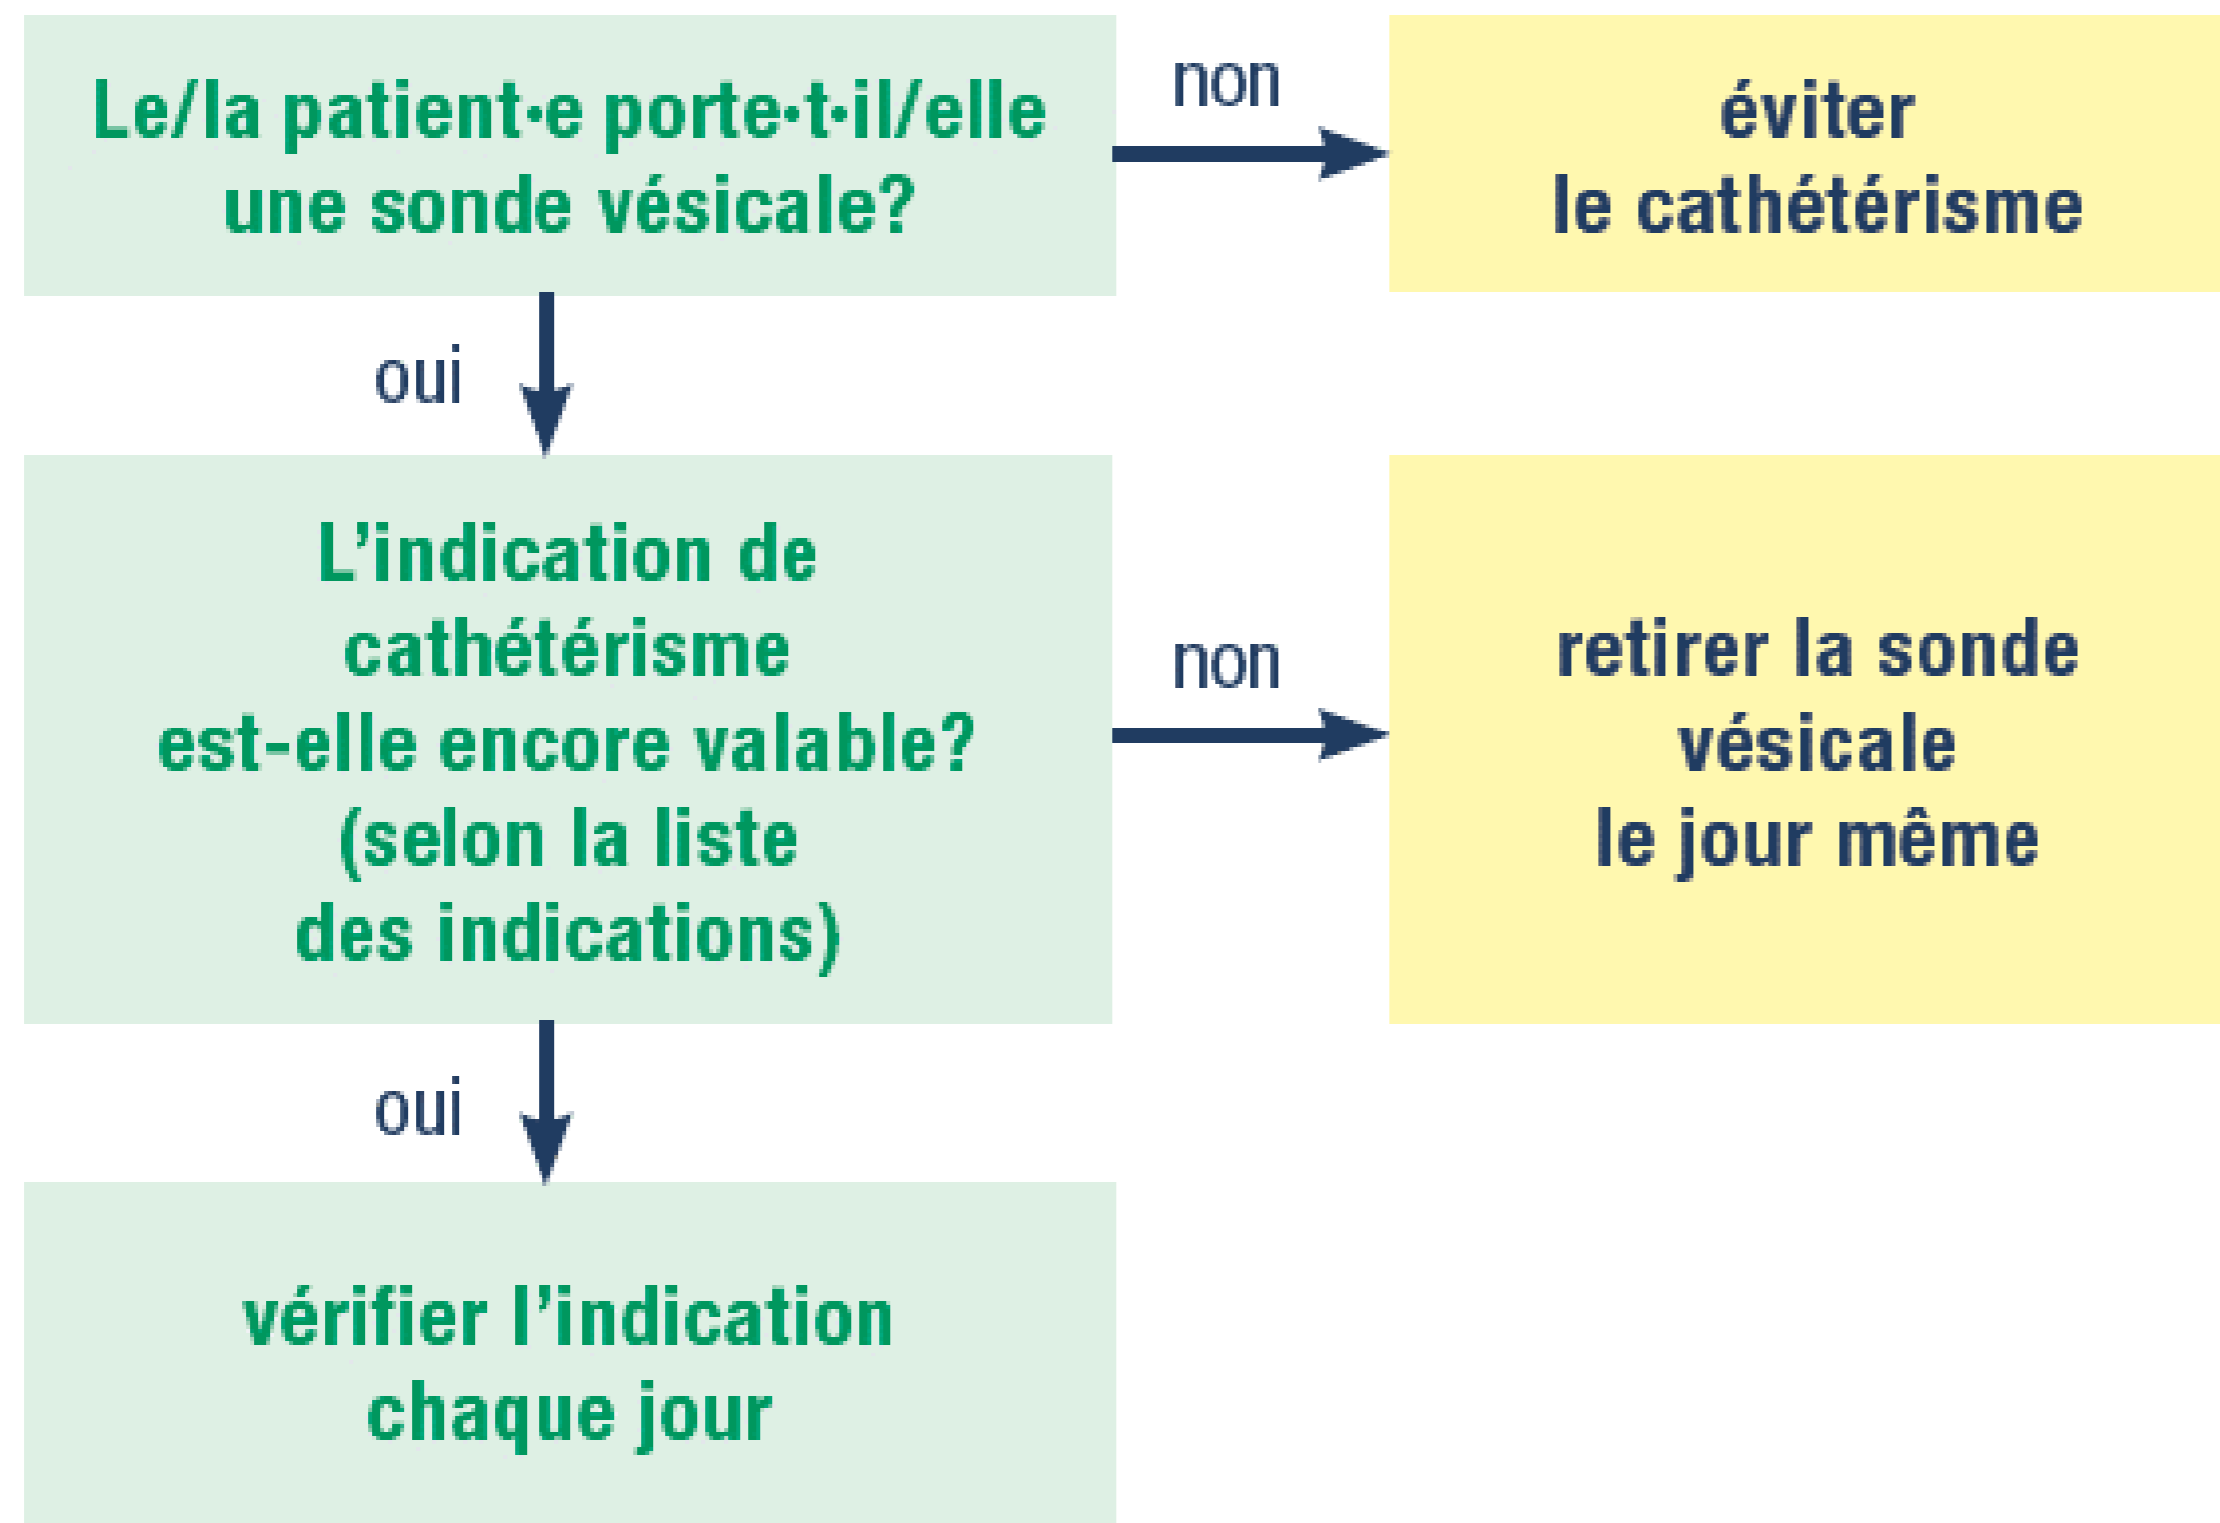 Le/la patient·e porte·t·il/elle
une sonde vésicale?
non
éviter
le cathétérisme
oui
L’indication de
cathétérisme
est-elle encore valable?
(selon la liste
des indications)
non
retirer la sonde
vésicale
le jour même
oui
vérifier l’indication
chaque jour